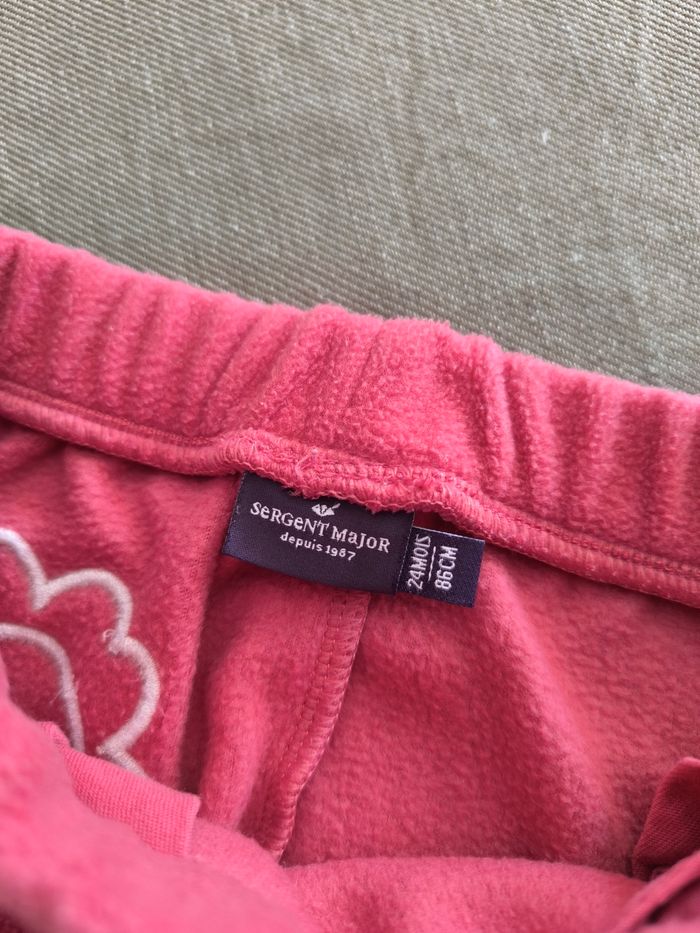 SeRGeNT MaJoR
depuis 1987
24MOIS
86CM